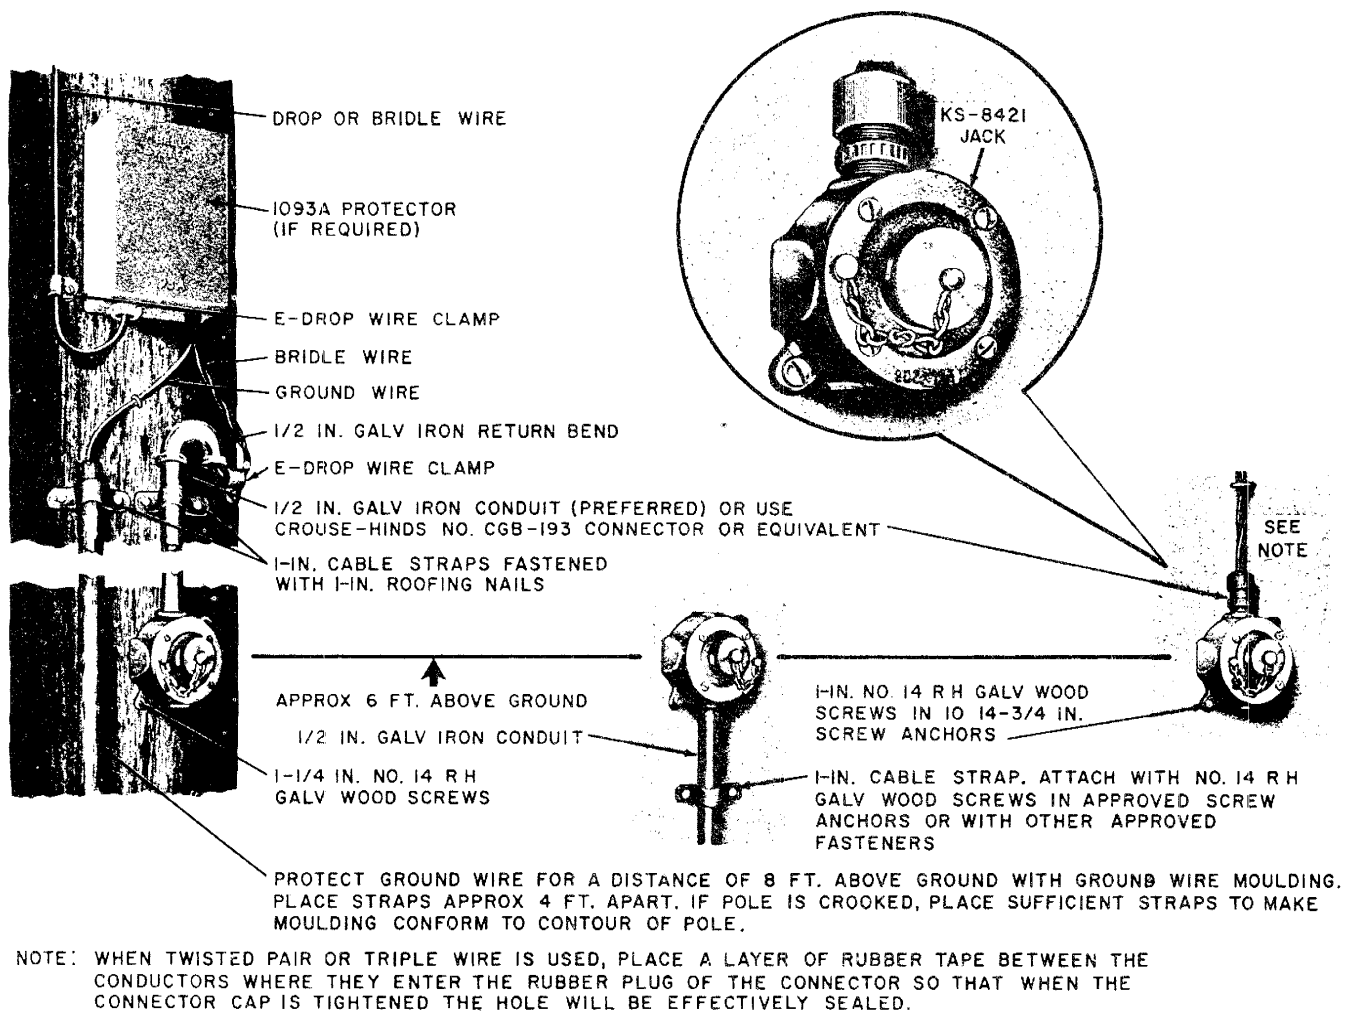 DROP OR BRIDLE WIRE
1093A PROTECTOR
(IF REQUIRED)
E-DROP WIRE CLAMP
BRIDLE WIRE
GROUND WIRE
1/2 IN. GALV IRON RETURN BEND
E-DROP WIRE CLAMP
1/2 IN. GALV IRON CONDUIT (PREFERRED) OR USE
CROUSE-HINDS NO. CGB-193 CONNECTOR OR EQUIVALENT
1-IN. CABLE STRAPS FASTENED
WITH 1-IN. ROOFING NAILS
KS-8421
JACK
SEE
NOTE
APPROX 6 FT. ABOVE GROUND
1/2 IN. GALV IRON CONDUIT
1-1/4 IN. NO. 14 R H
GALV WOOD SCREWS
1-IN. NO. 14 R H GALV WOOD
SCREWS IN 10 14-3/4 IN.
SCREW ANCHORS
1-IN. CABLE STRAP. ATTACH WITH NO. 14 R H
GALV WOOD SCREWS IN APPROVED SCREW
ANCHORS OR WITH OTHER APPROVED
FASTENERS
PROTECT GROUND WIRE FOR A DISTANCE OF 8 FT. ABOVE GROUND WITH GROUND WIRE MOULDING.
PLACE STRAPS APPROX 4 FT. APART. IF POLE IS CROOKED, PLACE SUFFICIENT STRAPS TO MAKE
MOULDING CONFORM TO CONTOUR OF POLE.
NOTE: WHEN TWISTED PAIR OR TRIPLE WIRE IS USED, PLACE A LAYER OF RUBBER TAPE BETWEEN THE
CONDUCTORS WHERE THEY ENTER THE RUBBER PLUG OF THE CONNECTOR SO THAT WHEN THE
CONNECTOR CAP IS TIGHTENED THE HOLE WILL BE EFFECTIVELY SEALED.